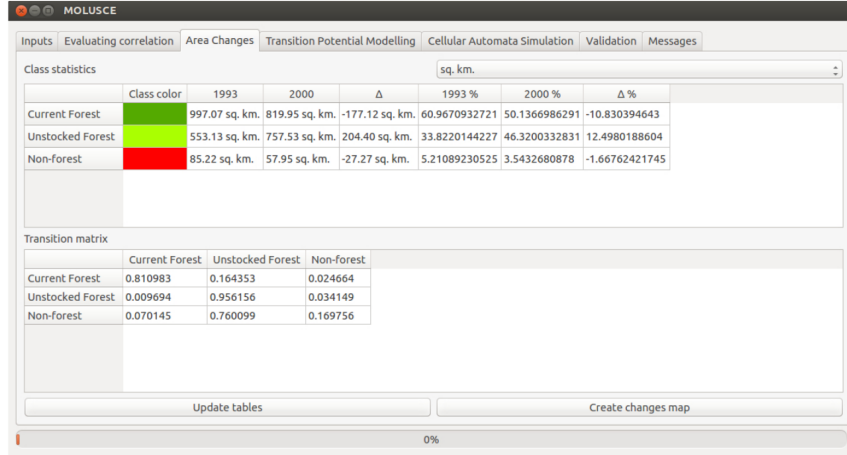 MOLUSCE
Inputs Evaluating correlation Area Changes Transition Potential Modelling Cellular Automata Simulation Validation Messages
Class statistics sq. km.
Class color 1993 2000 Δ 1993 % 2000 % Δ %
Current Forest 997.07 sq. km. 819.95 sq. km. -177.12 sq. km. 60.9670932721 50.1366986291 -10.830394643
Unstocked Forest 553.13 sq. km. 757.53 sq. km. 204.40 sq. km. 33.8220144227 46.3200332831 12.4980188604
Non-forest 85.22 sq. km. 57.95 sq. km. -27.27 sq. km. 5.21089230525 3.5432680878 -1.66762421745
Transition matrix
Current Forest Unstocked Forest Non-forest
Current Forest 0.810983 0.164353 0.024664
Unstocked Forest 0.009694 0.956156 0.034149
Non-forest 0.070145 0.760099 0.169756
Update tables Create changes map
0%